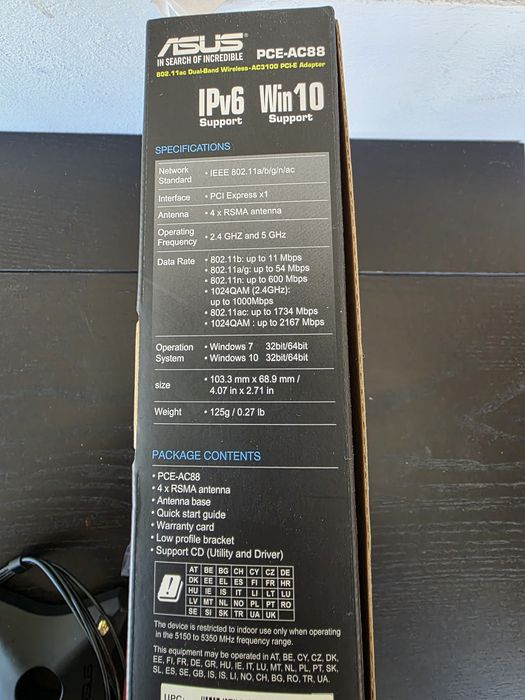 ASUS
IN SEARCH OF INCREDIBLE
PCE-AC88
802.11ac Dual-Band Wireless-AC3100 PCI-E Adapter
IPv6 Support
Win10 Support
SPECIFICATIONS
Network Standard • IEEE 802.11a/b/g/n/ac
Interface • PCI Express x1
Antenna • 4 x RSMA antenna
Operating Frequency • 2.4 GHZ and 5 GHz
Data Rate • 802.11b: up to 11 Mbps
• 802.11a/g: up to 54 Mbps
• 802.11n: up to 600 Mbps
• 1024QAM (2.4GHz):
up to 1000Mbps
• 802.11ac: up to 1734 Mbps
• 1024QAM : up to 2167 Mbps
Operation System • Windows 7 32bit/64bit
• Windows 10 32bit/64bit
size • 103.3 mm x 68.9 mm /
4.07 in x 2.71 in
Weight • 125g / 0.27 lb
PACKAGE CONTENTS
• PCE-AC88
• 4 x RSMA antenna
• Antenna base
• Quick start guide
• Warranty card
• Low profile bracket
• Support CD (Utility and Driver)
AT BE BG CH CY CZ DE
DK EE EL ES FI FR HR
HU IE IS IT LI LT LU
LV MT NL NO PL PT RO
SE SI SK TR UA UK
The device is restricted to indoor use only when operating
in the 5150 to 5350 MHz frequency range.
This equipment may be operated in AT, BE, CY, CZ, DK,
EE, FI, FR, DE, GR, HU, IE, IT, LU, MT, NL, PL, PT, SK,
SL, ES, SE, GB, IS, IS, LI, NO, CH, BG, RO, TR, UA.
UPC:
ASUS